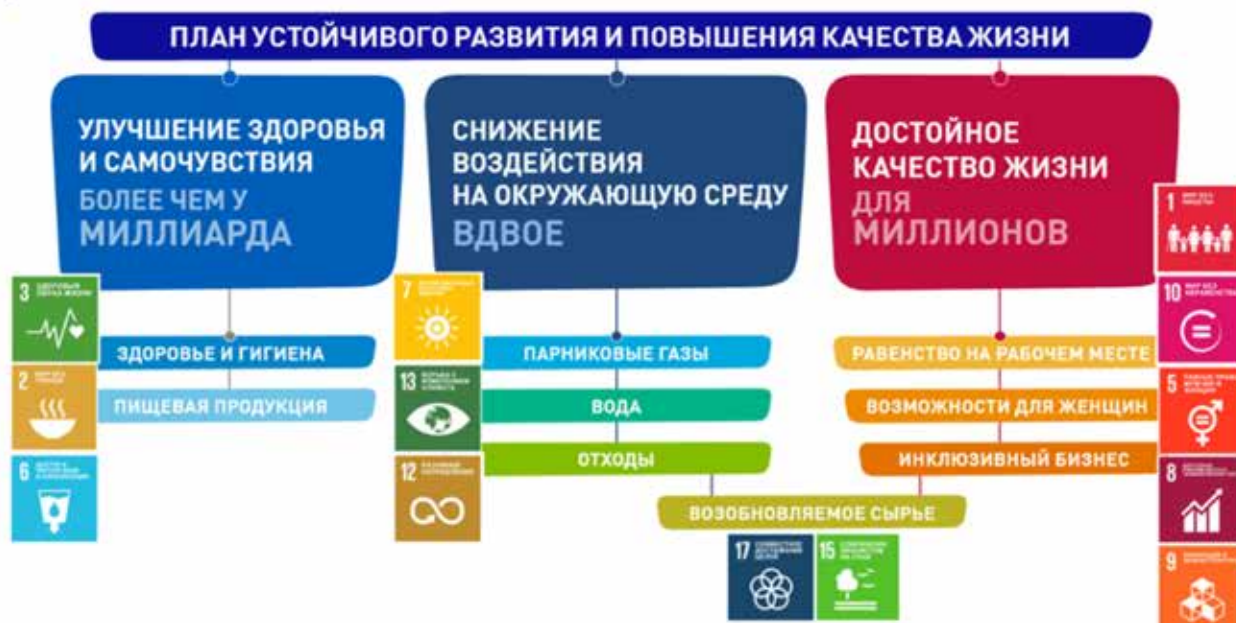 ПЛАН УСТОЙЧИВОГО РАЗВИТИЯ И ПОВЫШЕНИЯ КАЧЕСТВА ЖИЗНИ
УЛУЧШЕНИЕ ЗДОРОВЬЯ
И САМОЧУВСТВИЯ
БОЛЕЕ ЧЕМ У
МИЛЛИАРДА
3
ЗДОРОВЬЕ И ГИГИЕНА
2
ПИЩЕВАЯ ПРОДУКЦИЯ
6
СНИЖЕНИЕ
ВОЗДЕЙСТВИЯ
НА ОКРУЖАЮЩУЮ СРЕДУ
ВДВОЕ
7
ПАРНИКОВЫЕ ГАЗЫ
13
ВОДА
12
ОТХОДЫ
ДОСТОЙНОЕ
КАЧЕСТВО ЖИЗНИ
ДЛЯ
МИЛЛИОНОВ
1
10
РАВЕНСТВО НА РАБОЧЕМ МЕСТЕ
5
ВОЗМОЖНОСТИ ДЛЯ ЖЕНЩИН
8
ИНКЛЮЗИВНЫЙ БИЗНЕС
9
ВОЗОБНОВЛЯЕМОЕ СЫРЬЕ
17
15